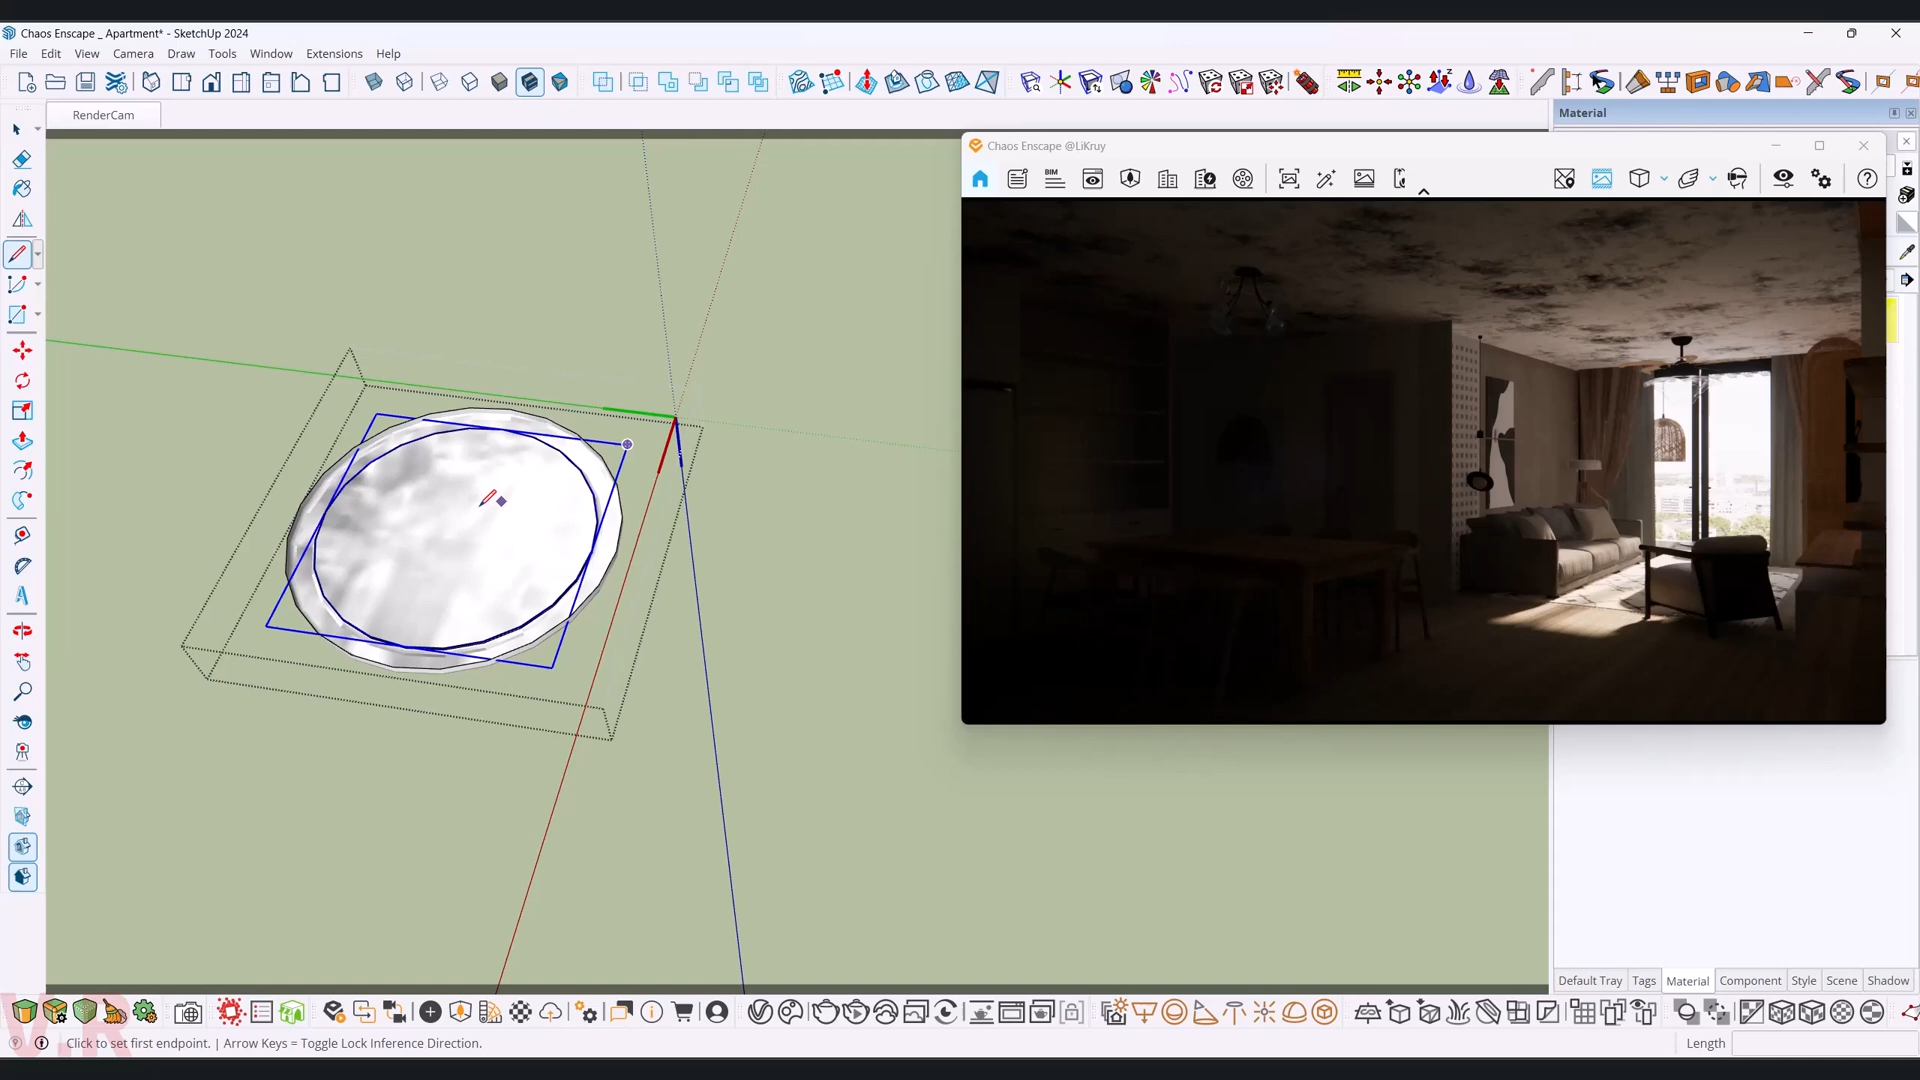 Chaos Enscape _ Apartment* - SketchUp 2024
File Edit View Camera Draw Tools Window Extensions Help
RenderCam
Material
Chaos Enscape @LiKruy
BIM
Default Tray Tags Material Component Style Scene Shadow
V.R
Click to set first endpoint. | Arrow Keys = Toggle Lock Inference Direction.
Length